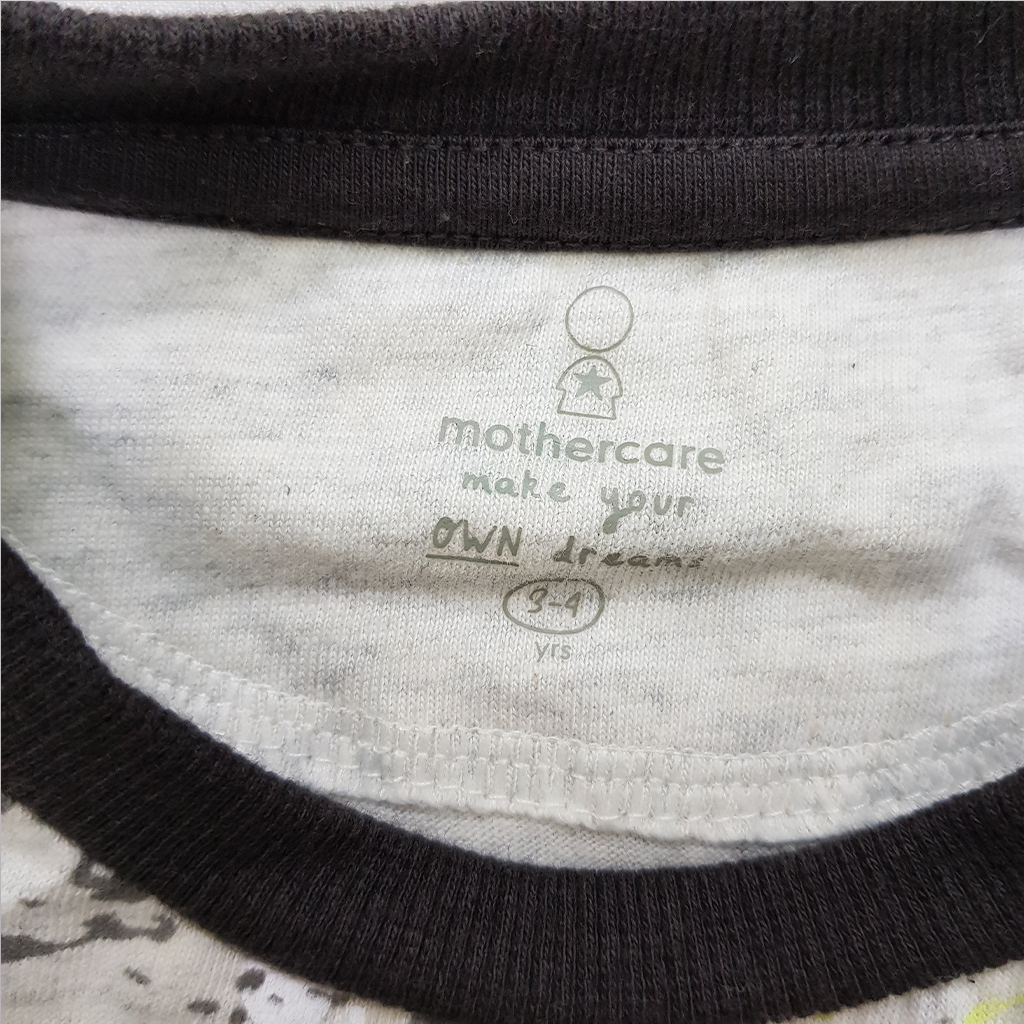 mothercare
make your
OWN dreams
3-4
yrs